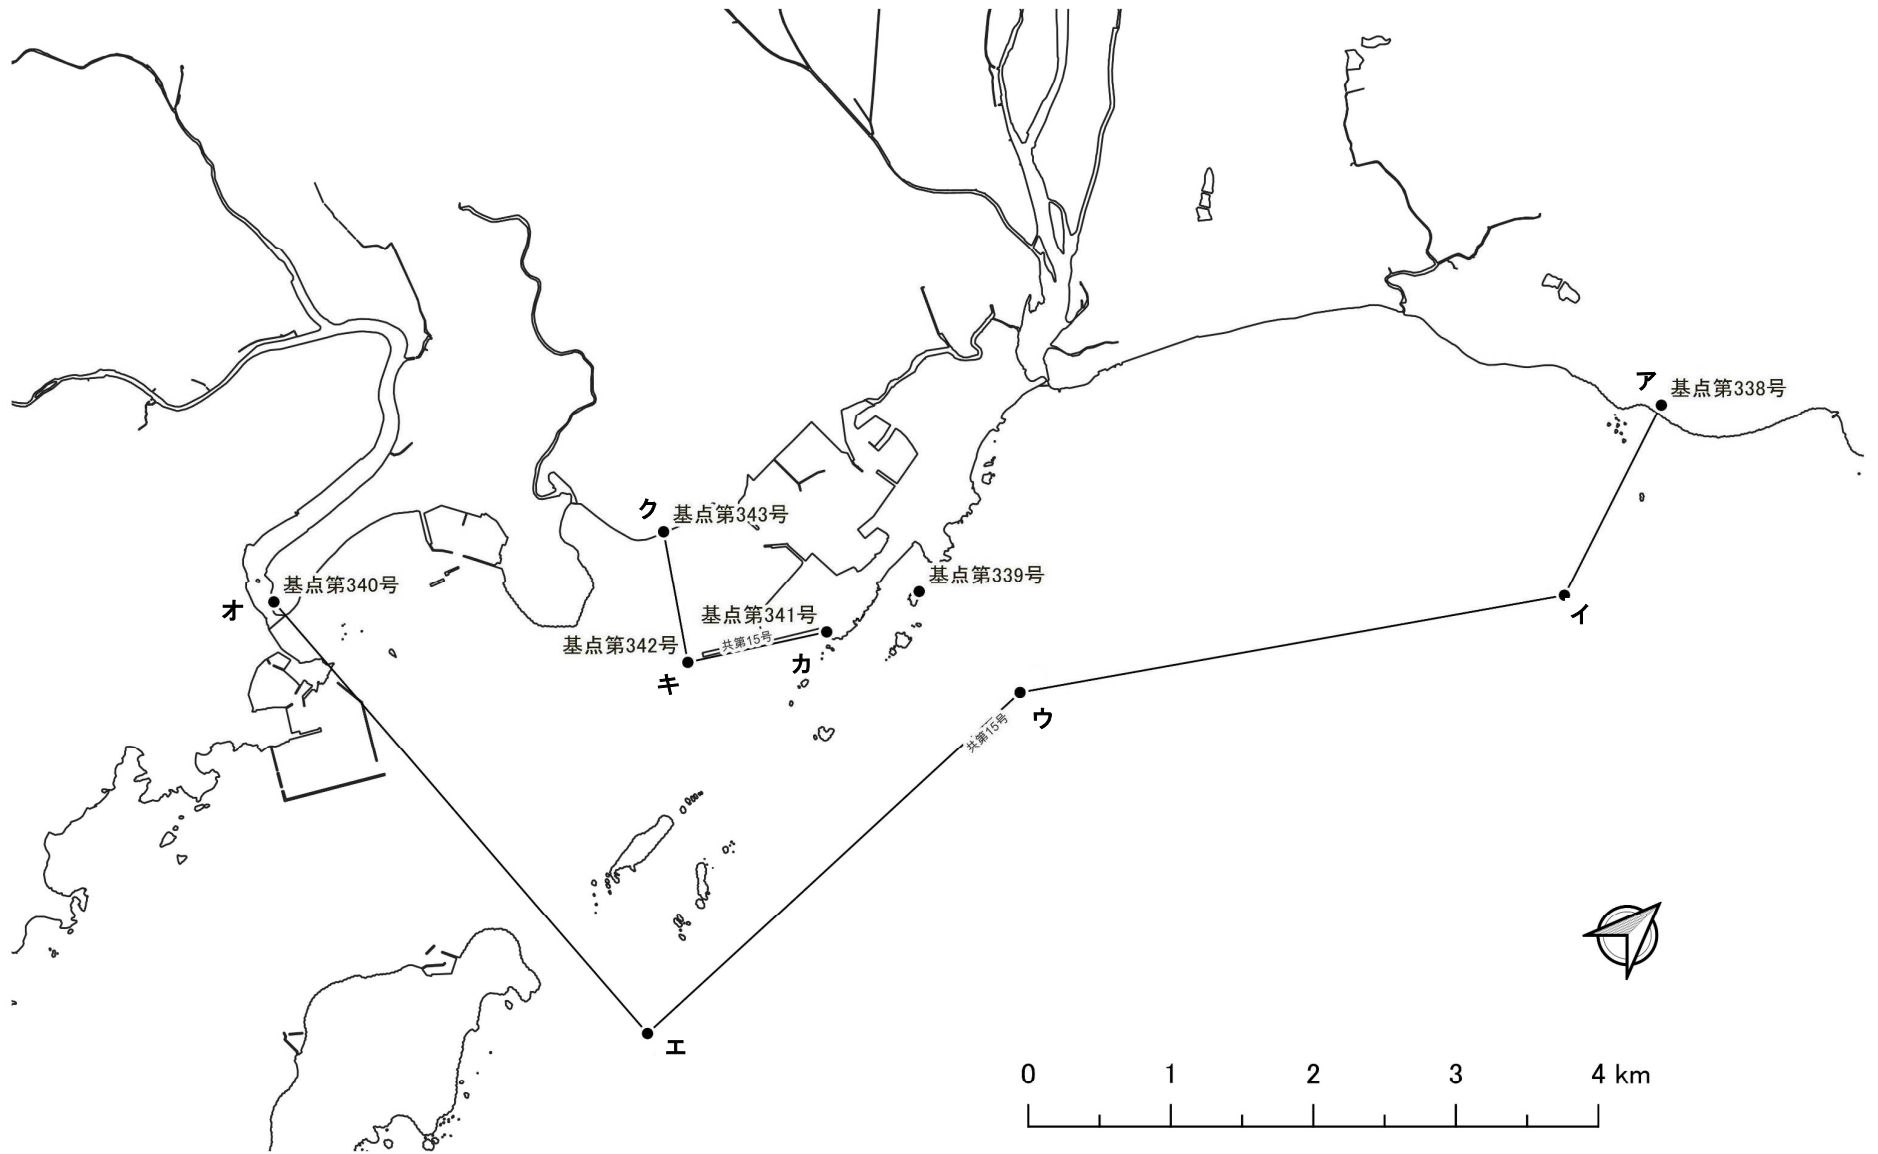 ア
基点第338号
ク
基点第343号
基点第339号
基点第340号
オ
イ
基点第341号
共第15号
基点第342号
カ
キ
ウ
共第15号
エ
0 1 2 3 4 km